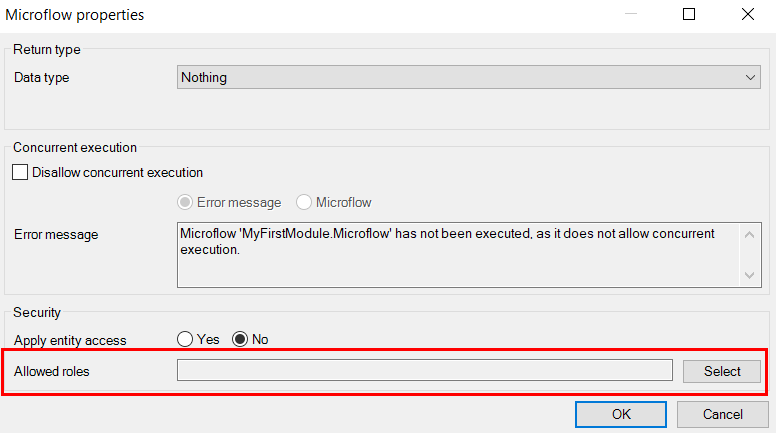 Microflow properties
Return type
Data type Nothing
Concurrent execution
Disallow concurrent execution
Error message Microflow
Error message Microflow 'MyFirstModule.Microflow' has not been executed, as it does not allow concurrent
execution.
Security
Apply entity access Yes No
Allowed roles Select
OK Cancel